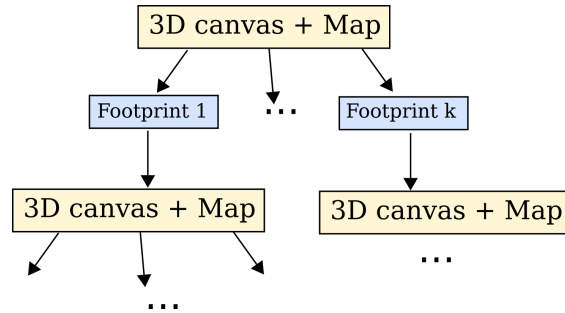 3D canvas + Map
Footprint 1
...
Footprint k
3D canvas + Map
3D canvas + Map
...
...